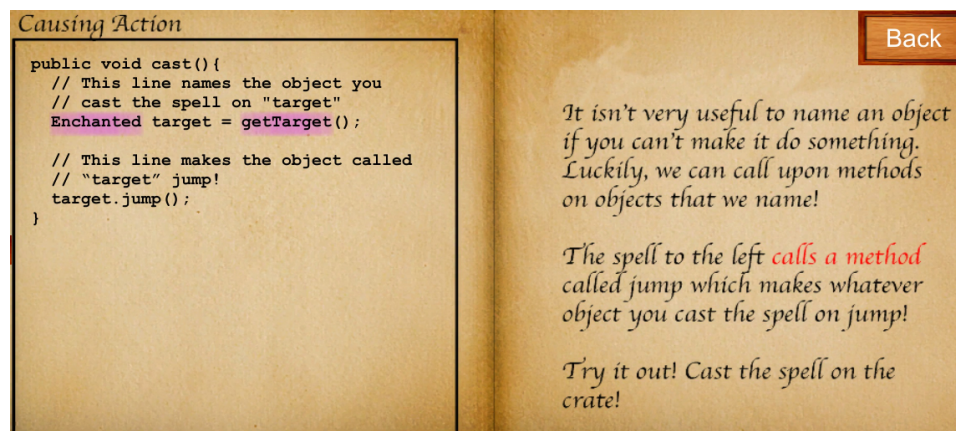 Causing Action
public void cast(){
// This line names the object you
// cast the spell on "target"
Enchanted target = getTarget();
// This line makes the object called
// “target” jump!
target.jump();
}
Back
It isn't very useful to name an object
if you can't make it do something.
Luckily, we can call upon methods
on objects that we name!
The spell to the left calls a method
called jump which makes whatever
object you cast the spell on jump!
Try it out! Cast the spell on the
crate!